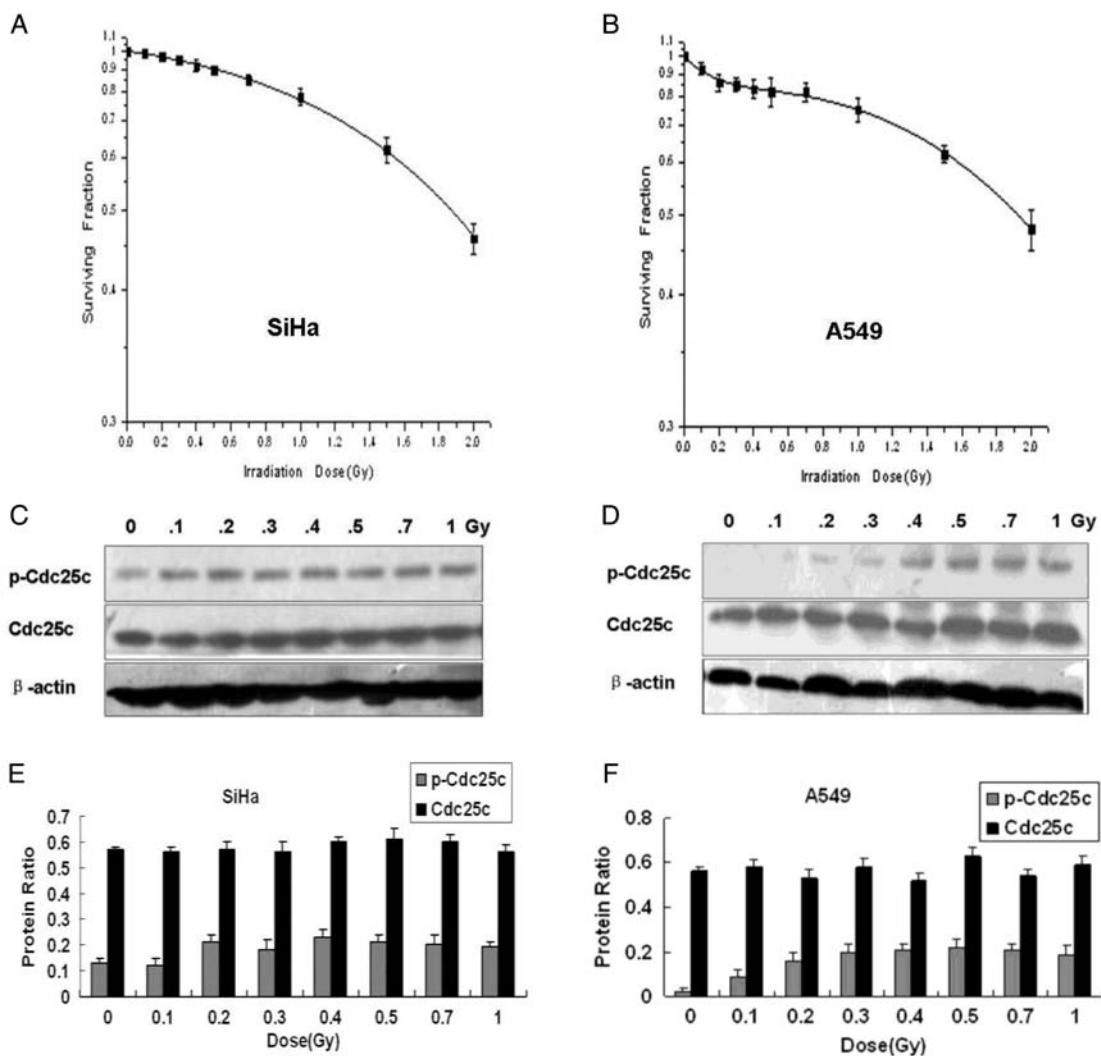 A
1.1
1
0.9
0.8
0.7
0.6
0.5
0.4
0.3
Surviving Fraction
SiHa
0.0 0.2 0.4 0.6 0.8 1.0 1.2 1.4 1.6 1.8 2.0
Irradiation Dose(Gy)
B
1.1
1
0.9
0.8
0.7
0.6
0.5
0.4
0.3
Surviving Fraction
A549
0.0 0.2 0.4 0.6 0.8 1.0 1.2 1.4 1.6 1.8 2.0
Irradiation Dose(Gy)
C
0 .1 .2 .3 .4 .5 .7 1 Gy
p-Cdc25c
Cdc25c
β-actin
D
0 .1 .2 .3 .4 .5 .7 1 Gy
p-Cdc25c
Cdc25c
β-actin
E
SiHa
p-Cdc25c
Cdc25c
0.7
0.6
0.5
0.4
0.3
0.2
0.1
0
Protein Ratio
0 0.1 0.2 0.3 0.4 0.5 0.7 1
Dose(Gy)
F
A549
p-Cdc25c
Cdc25c
0.8
0.6
0.4
0.2
0
Protein Ratio
0 0.1 0.2 0.3 0.4 0.5 0.7 1
Dose(Gy)